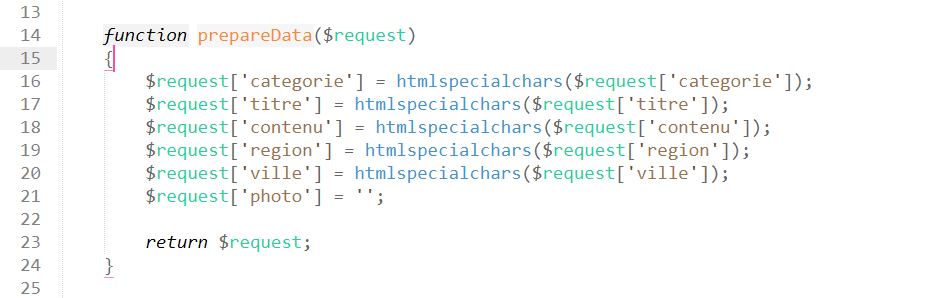 13
14 function prepareData($request)
15 {
16 $request['categorie'] = htmlspecialchars($request['categorie']);
17 $request['titre'] = htmlspecialchars($request['titre']);
18 $request['contenu'] = htmlspecialchars($request['contenu']);
19 $request['region'] = htmlspecialchars($request['region']);
20 $request['ville'] = htmlspecialchars($request['ville']);
21 $request['photo'] = '';
22
23 return $request;
24 }
25